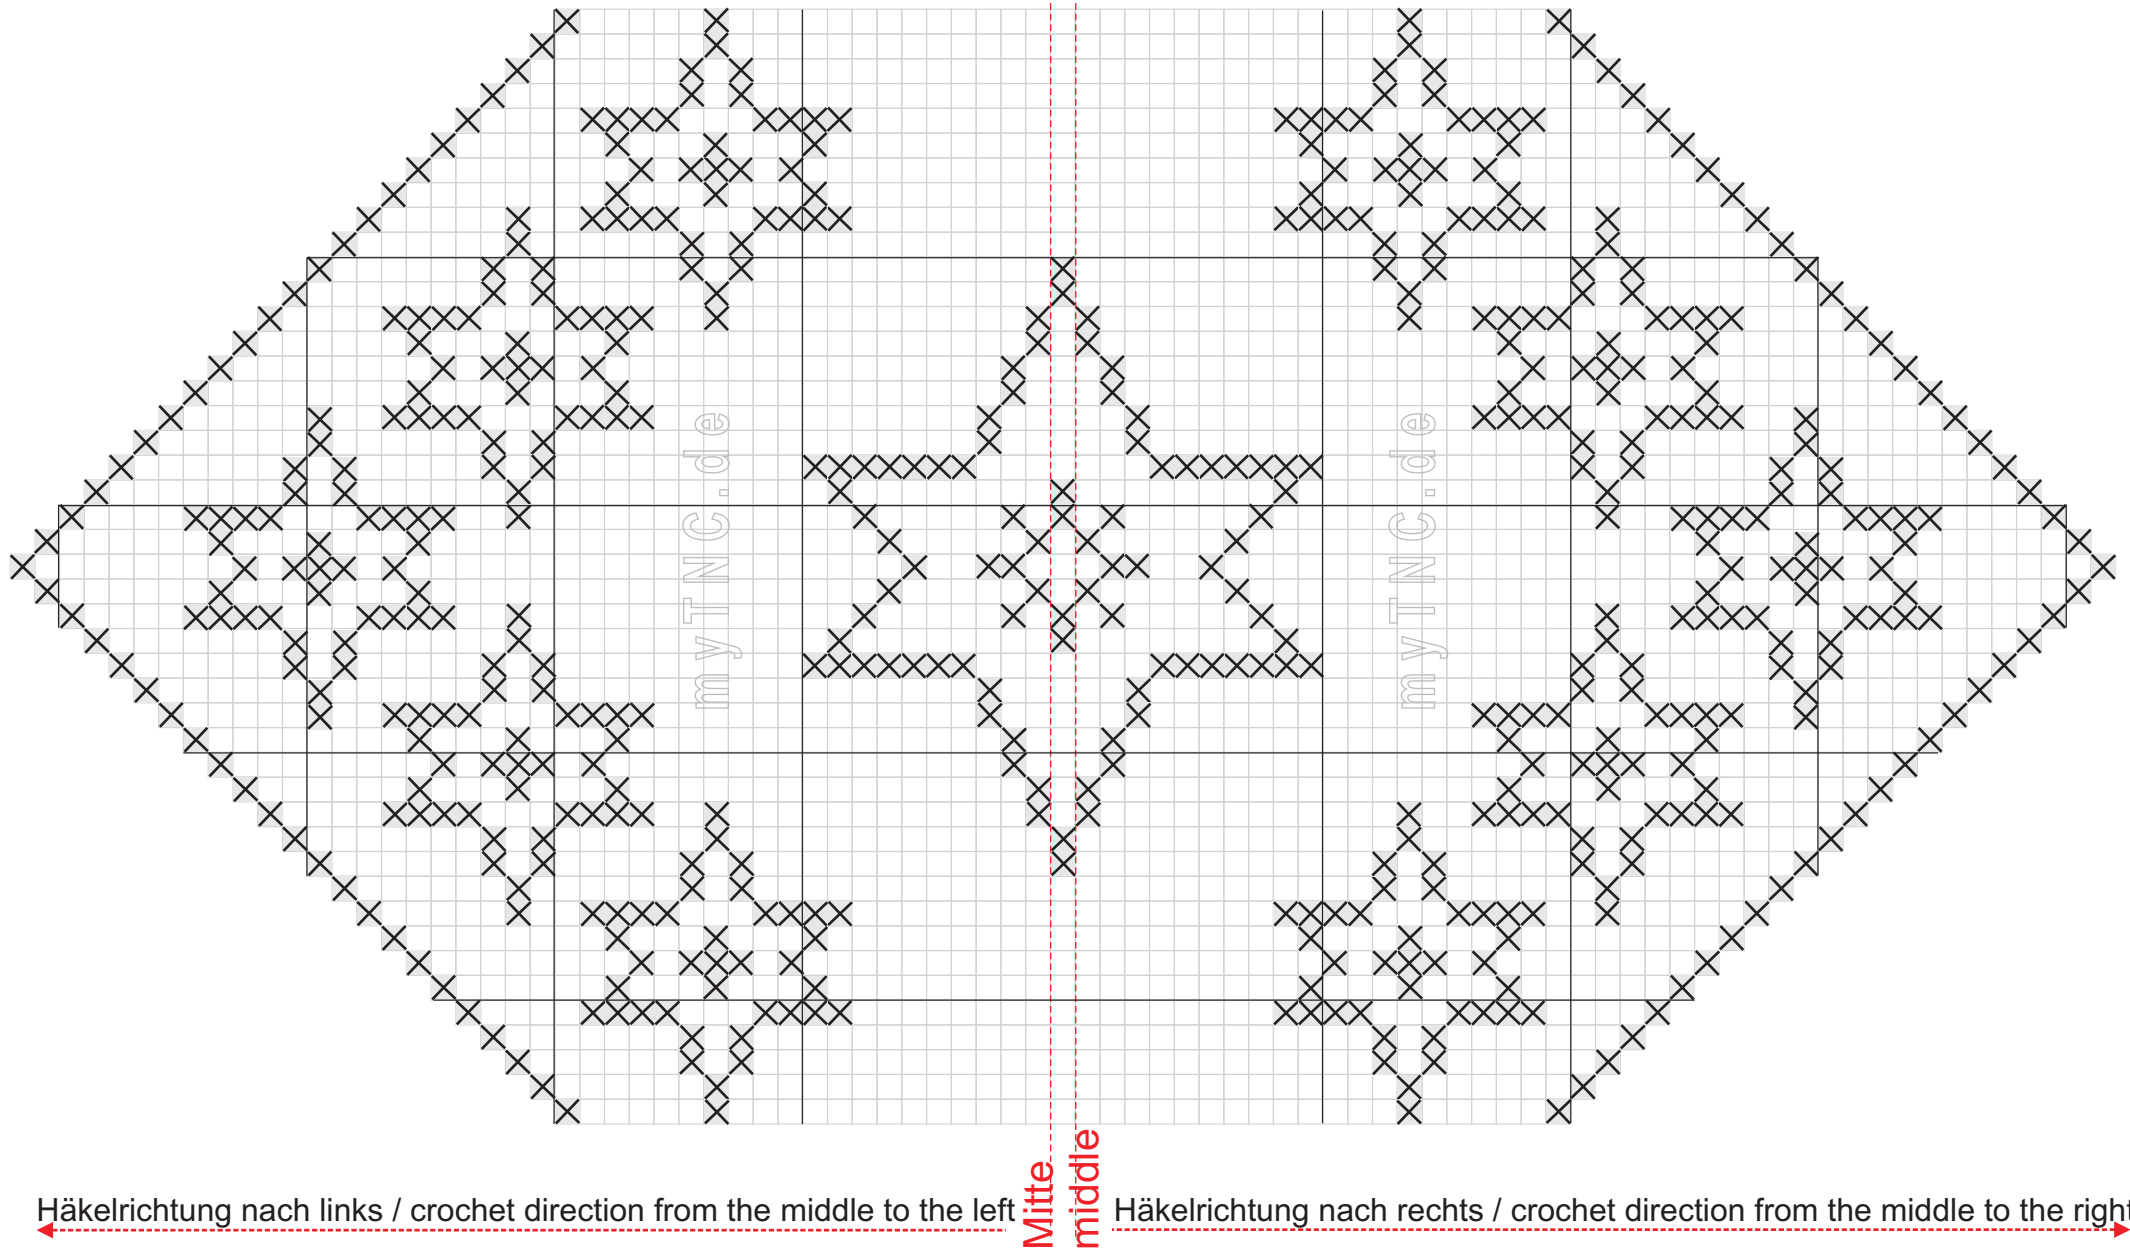 myTNC.de
myTNC.de
Mitte
middle
Häkelrichtung nach links / crochet direction from the middle to the left
Häkelrichtung nach rechts / crochet direction from the middle to the right